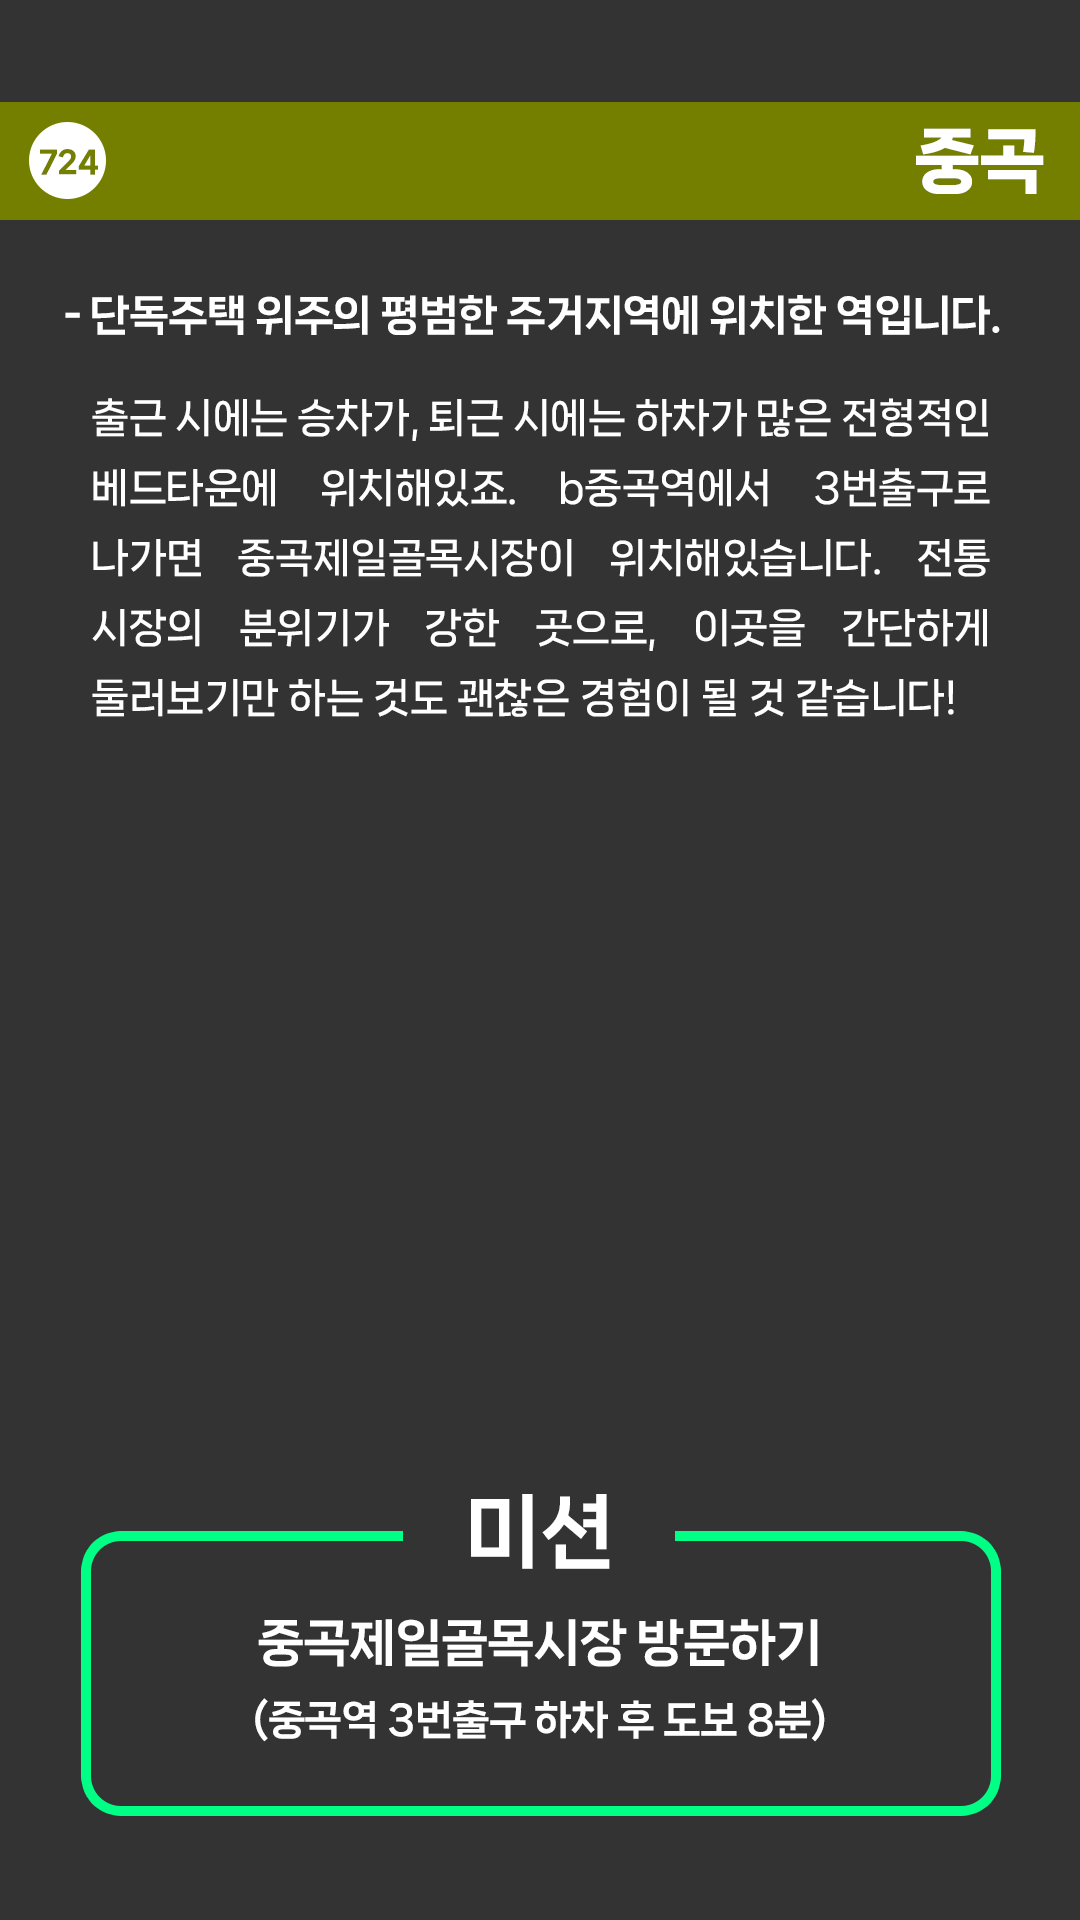 724
중곡
- 단독주택 위주의 평범한 주거지역에 위치한 역입니다.
출근 시에는 승차가, 퇴근 시에는 하차가 많은 전형적인
베드타운에 위치해있죠. b중곡역에서 3번출구로
나가면 중곡제일골목시장이 위치해있습니다. 전통
시장의 분위기가 강한 곳으로, 이곳을 간단하게
둘러보기만 하는 것도 괜찮은 경험이 될 것 같습니다!
미션
중곡제일골목시장 방문하기
(중곡역 3번출구 하차 후 도보 8분)